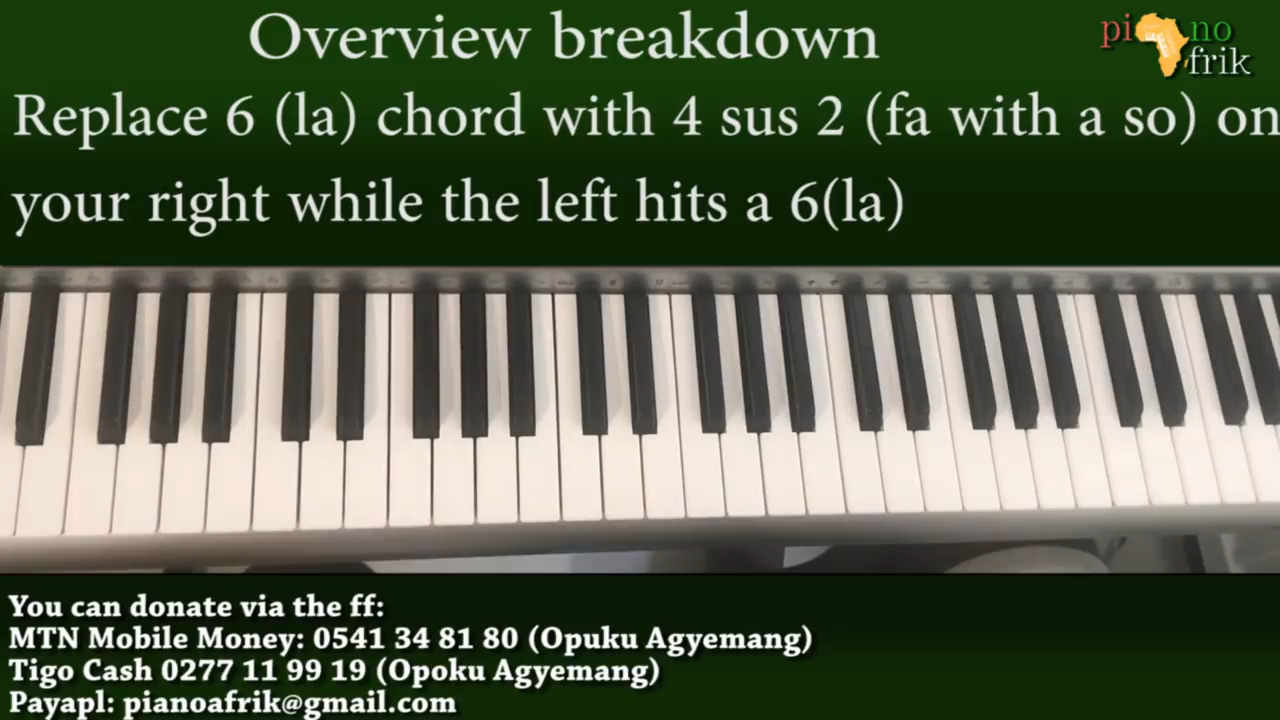 Overview breakdown
piano
afrik
Replace 6 (la) chord with 4 sus 2 (fa with a so) on
your right while the left hits a 6(la)
You can donate via the ff:
MTN Mobile Money: 0541 34 81 80 (Opuku Agyemang)
Tigo Cash 0277 11 99 19 (Opoku Agyemang)
Payapl: pianoafrik@gmail.com